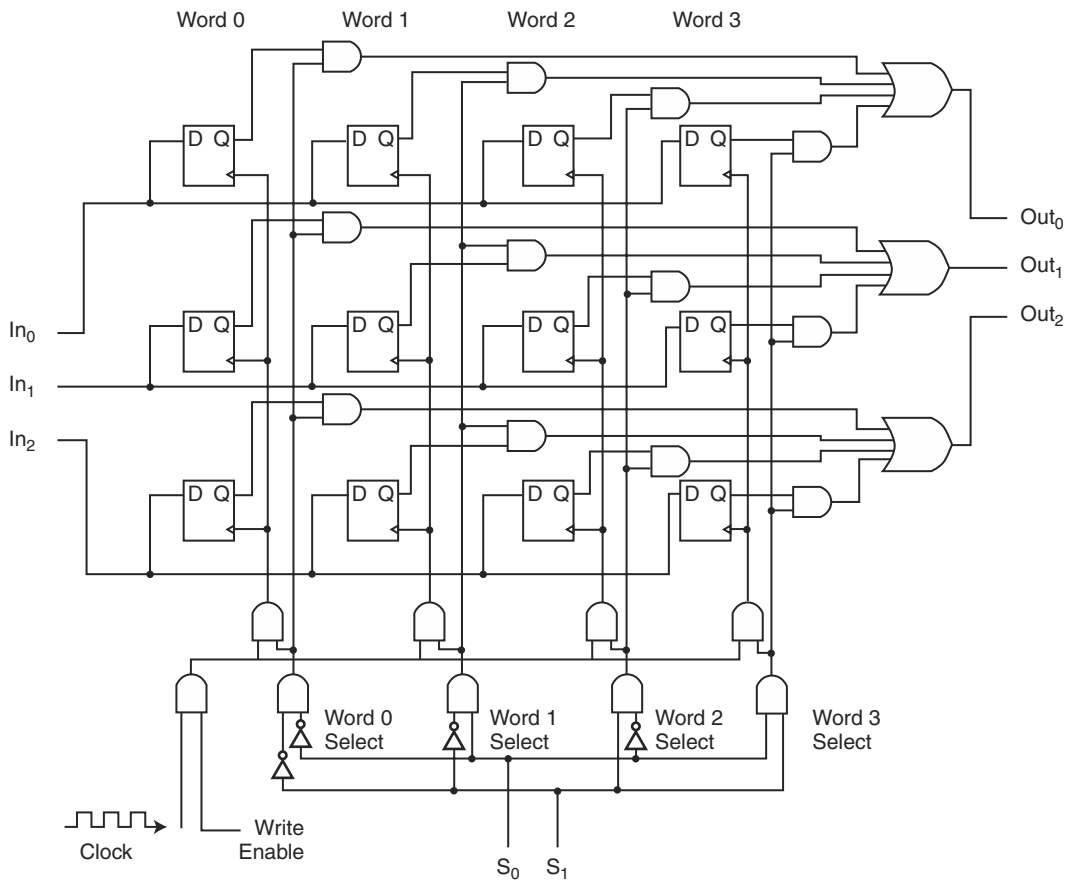 Word 0 Word 1 Word 2 Word 3
D Q D Q D Q D Q
Out₀
Out₁
Out₂
D Q D Q D Q D Q
In₀
In₁
In₂
D Q D Q D Q D Q
Word 0
Select
Word 1
Select
Word 2
Select
Word 3
Select
Clock
Write
Enable
S₀ S₁